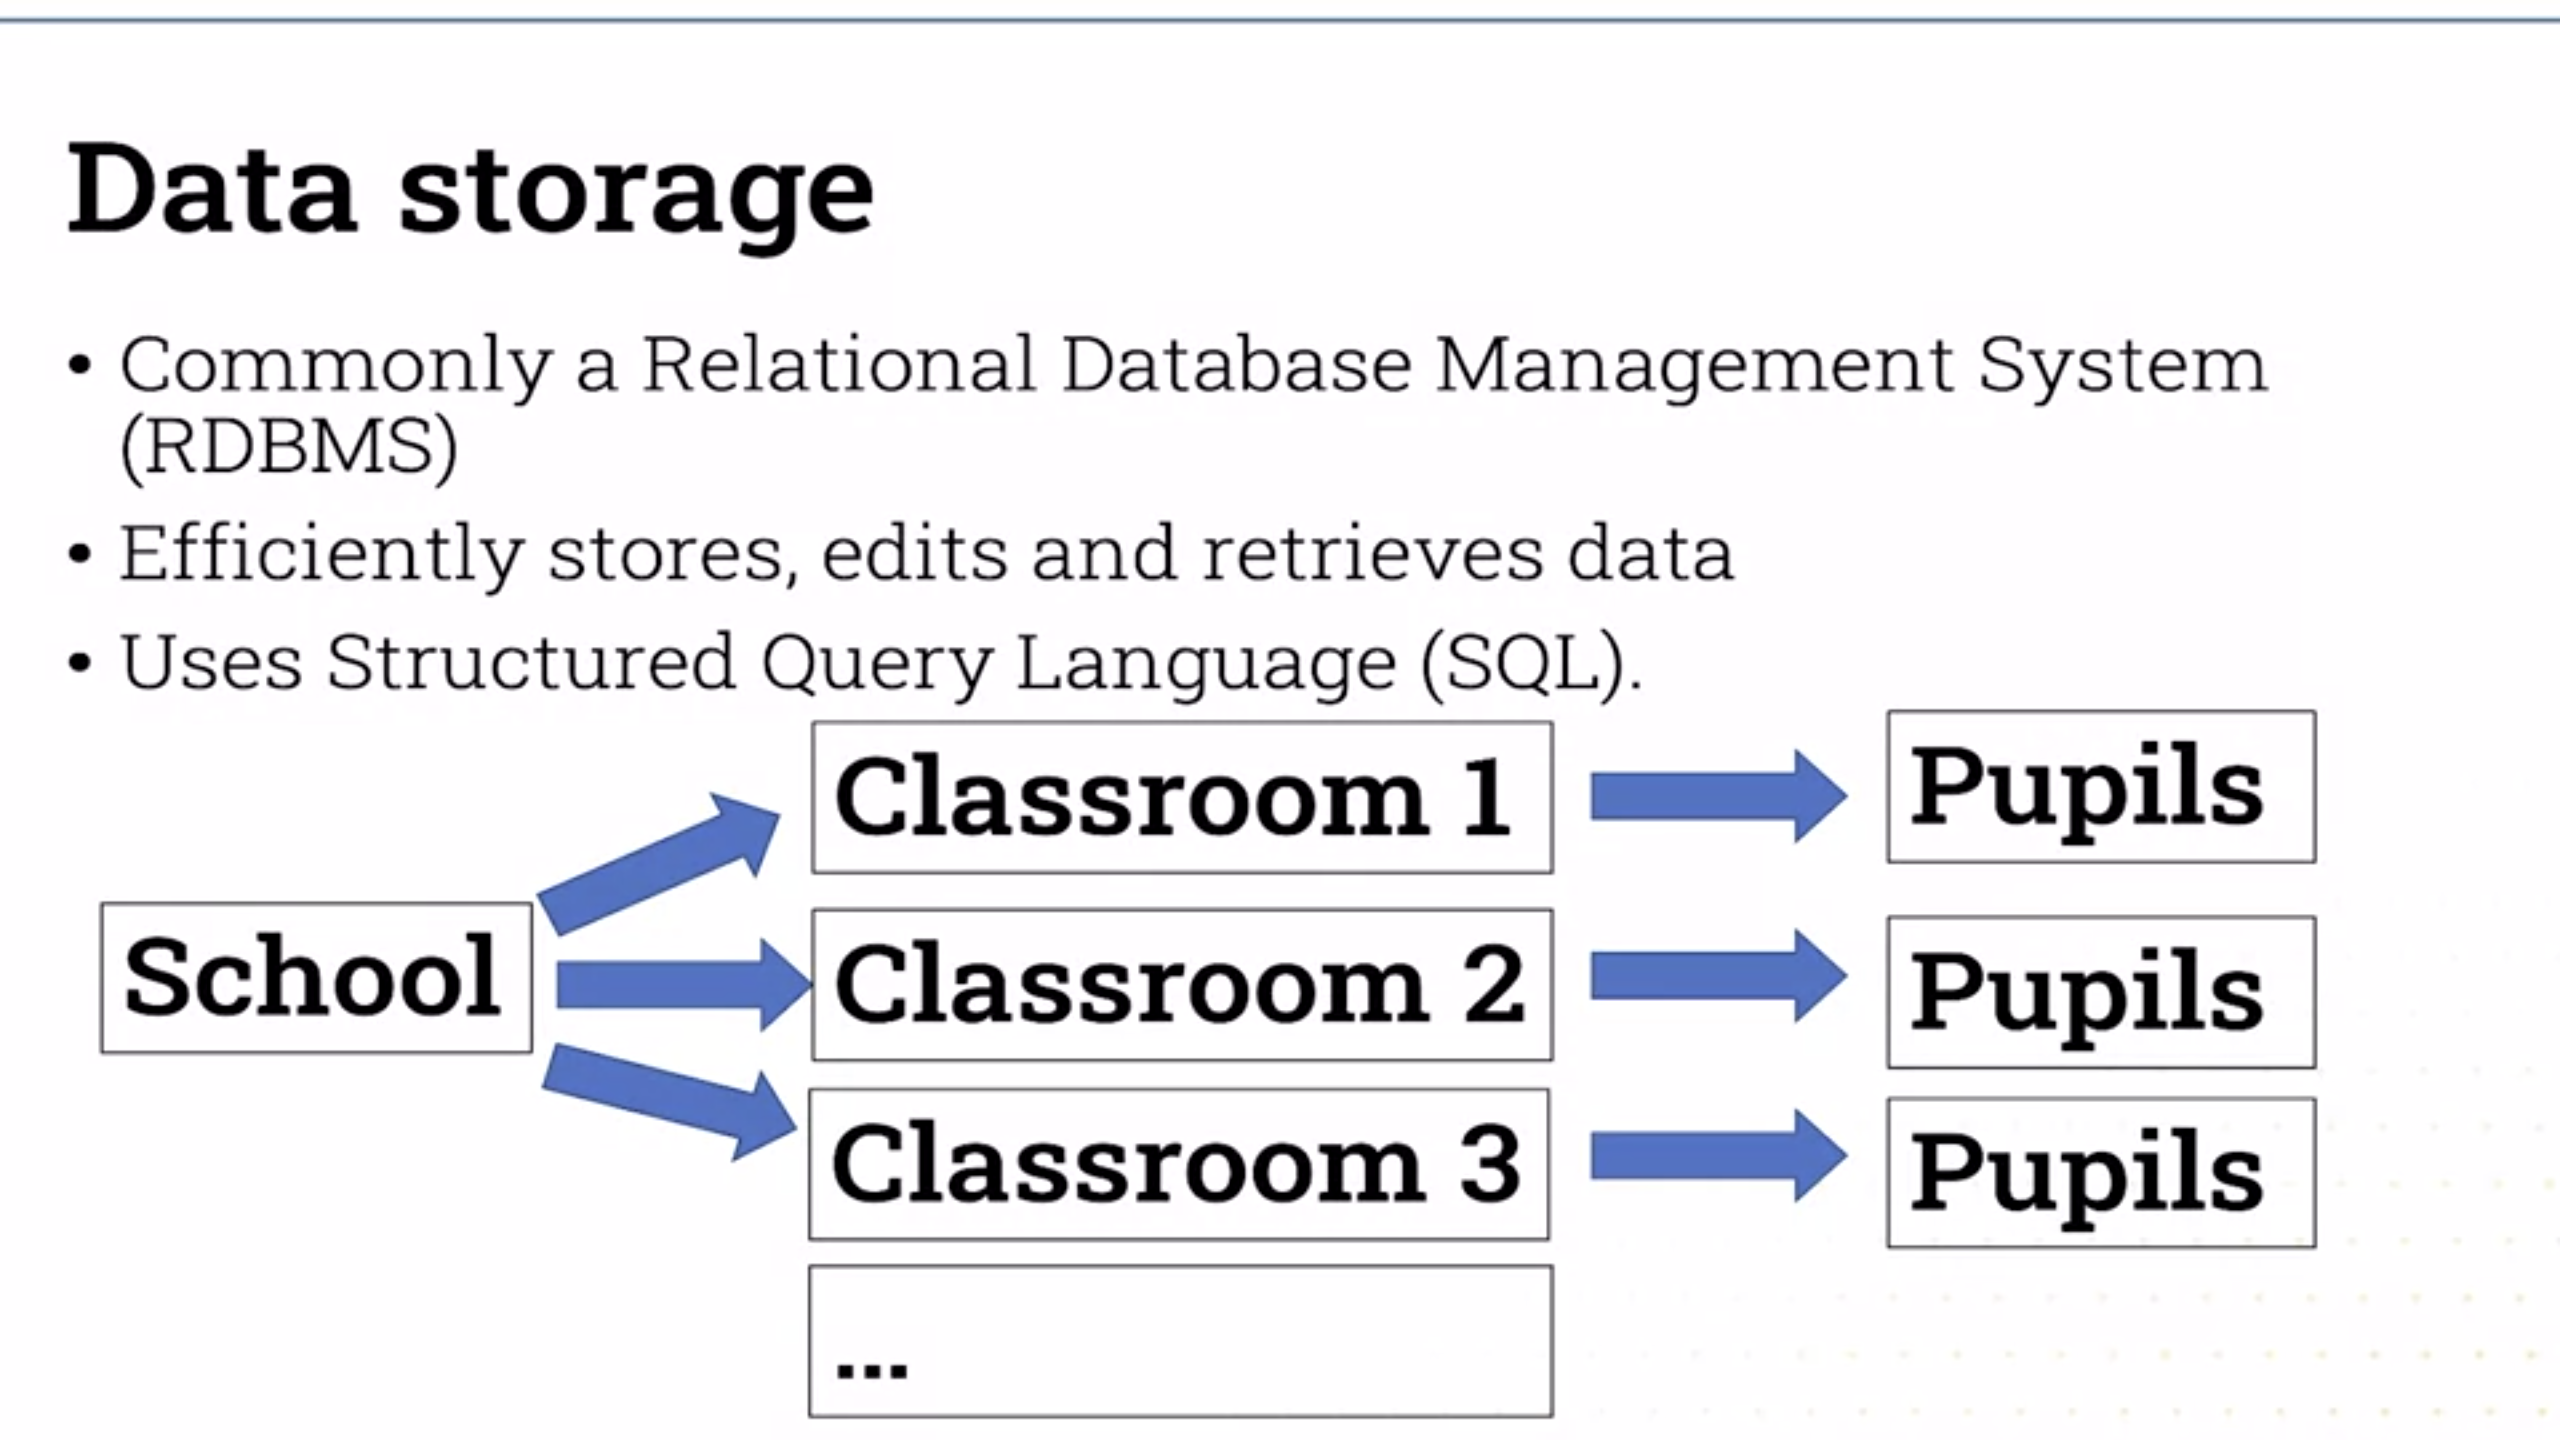 Data storage
• Commonly a Relational Database Management System
(RDBMS)
• Efficiently stores, edits and retrieves data
• Uses Structured Query Language (SQL).
School
Classroom 1
Pupils
Classroom 2
Pupils
Classroom 3
Pupils
...